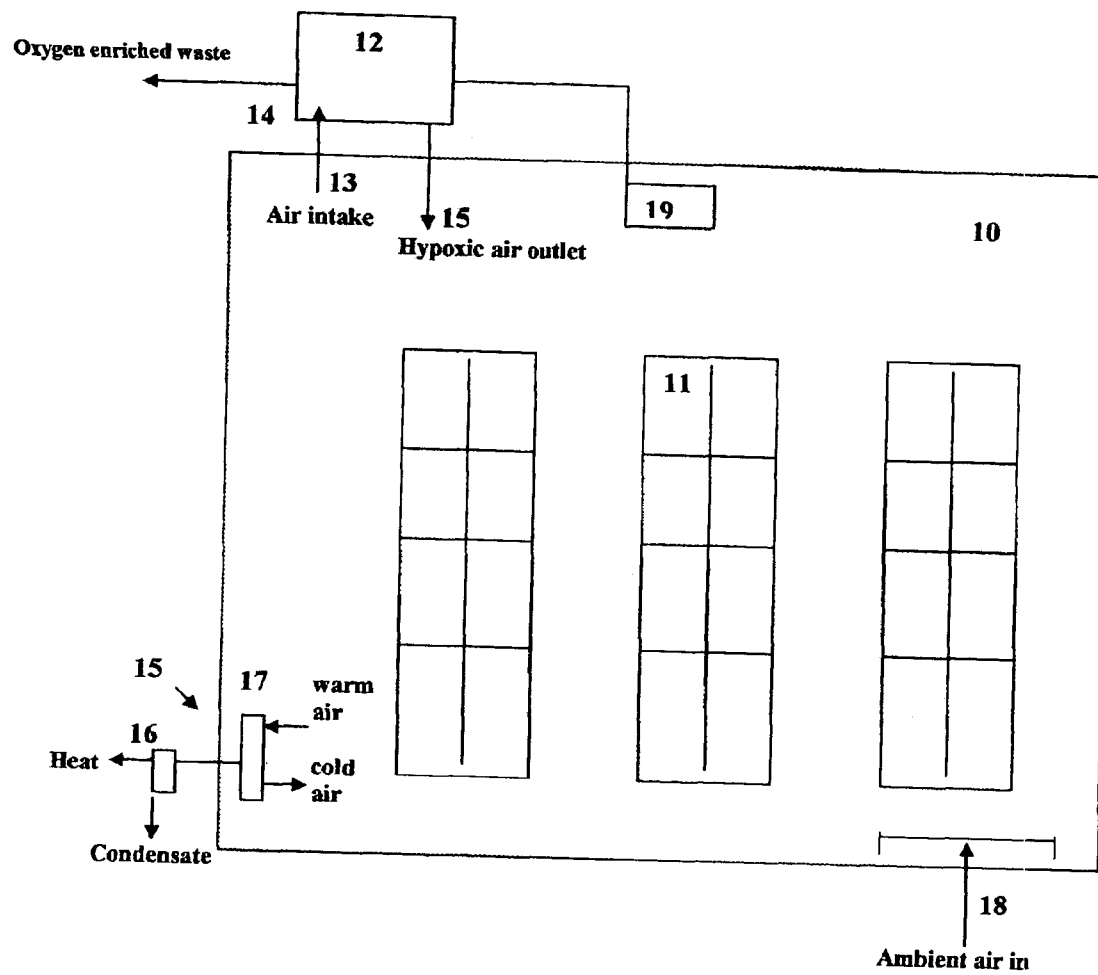 12
Oxygen enriched waste
14
13
Air intake
15
Hypoxic air outlet
19
10
11
15
17
warm
air
16
Heat
cold
air
Condensate
18
Ambient air in